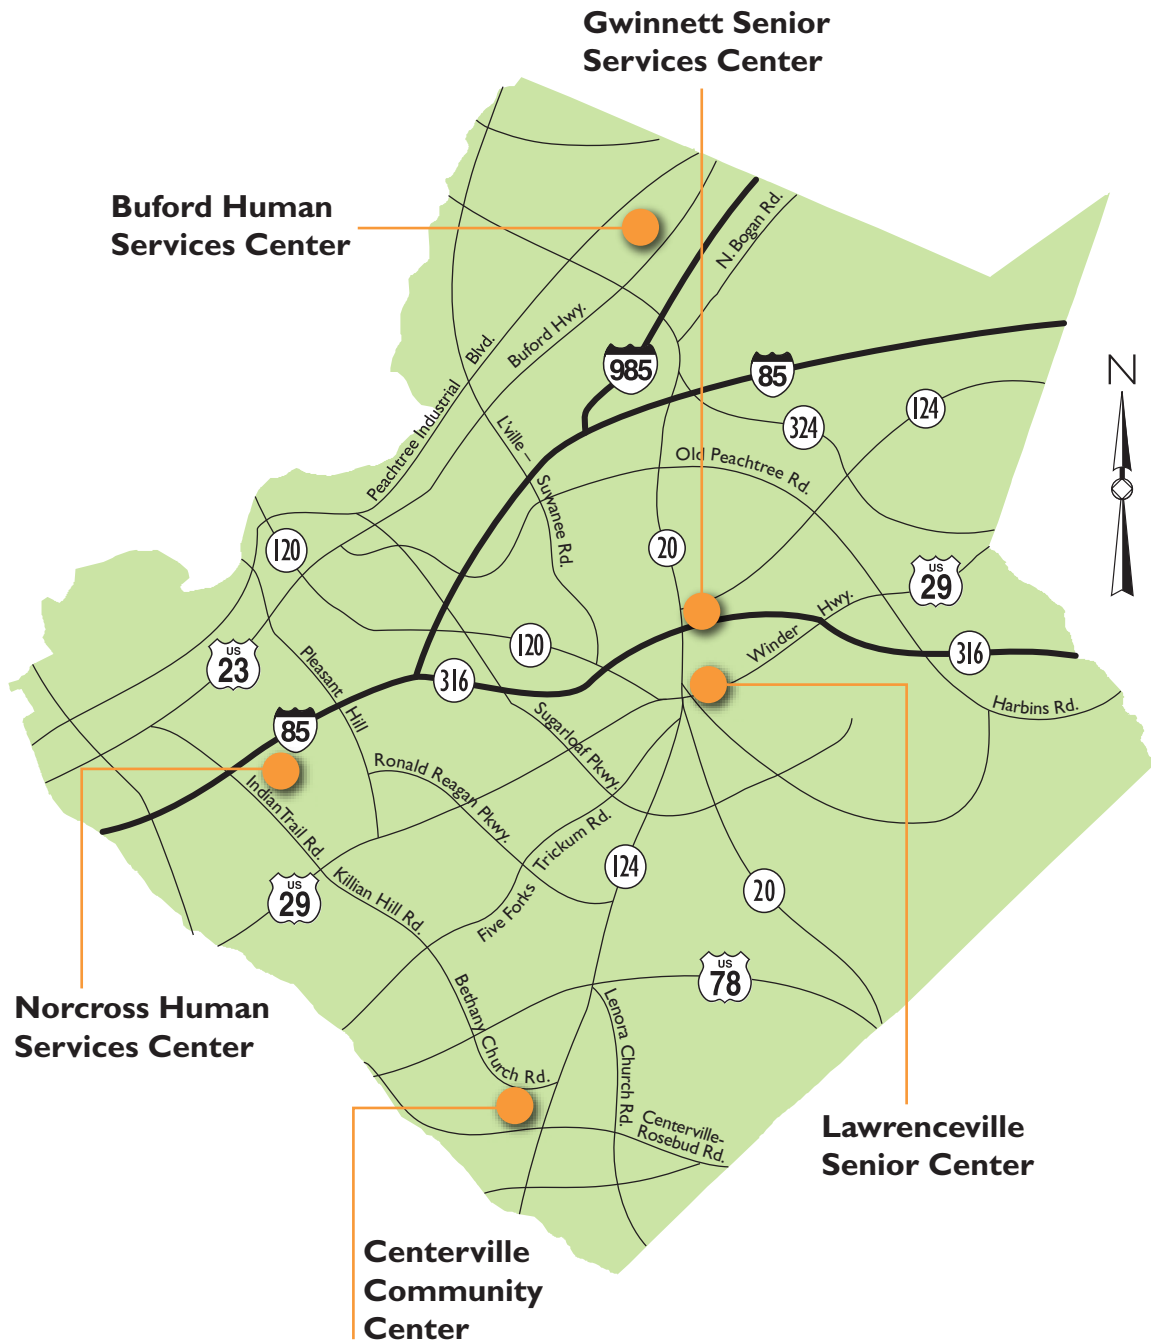 Gwinnett Senior
Services Center
Buford Human
Services Center
N. Bogan Rd.
Peachtree Industrial Blvd.
Buford Hwy.
985
85
N
124
324
L'ville –
Suwanee Rd.
Old Peachtree Rd.
120
20
US
29
Winder Hwy.
120
316
316
US
23
Pleasant
Hill
Harbins Rd.
85
Sugarloaf Pkwy.
Ronald Reagan Pkwy.
Indian Trail Rd.
Five Forks Trickum Rd.
124
20
US
29
Killian Hill Rd.
US
78
Bethany Church Rd.
Lenora Church Rd.
Norcross Human
Services Center
Centerville-
Rosebud Rd.
Lawrenceville
Senior Center
Centerville
Community
Center